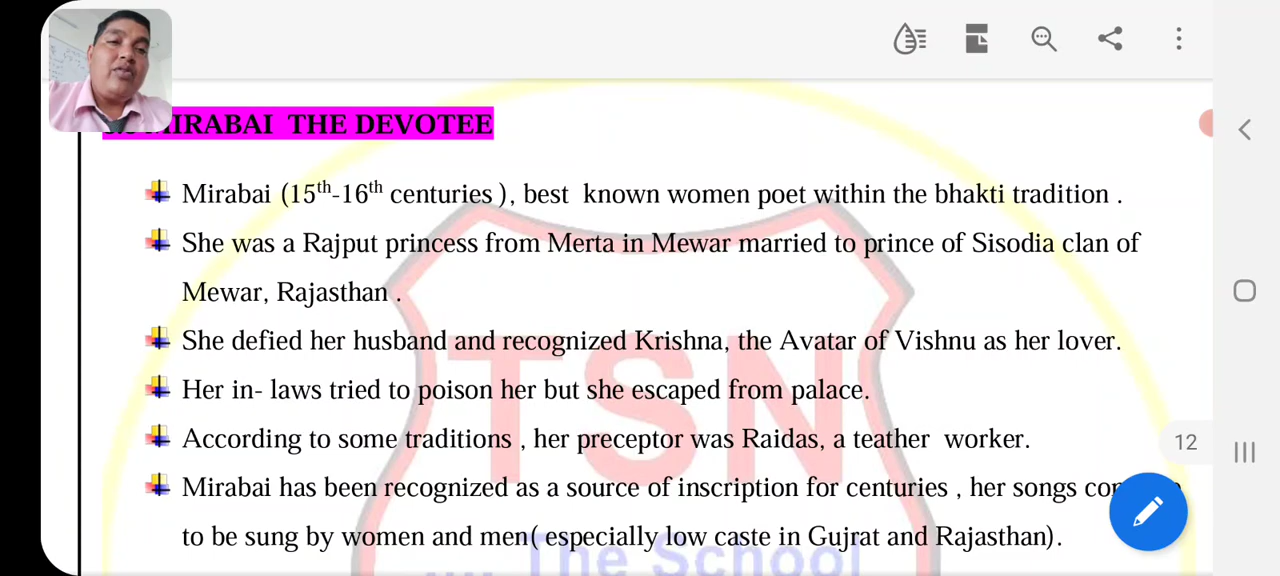 MIRABAI THE DEVOTEE
Mirabai (15th-16th centuries ), best known women poet within the bhakti tradition .
She was a Rajput princess from Merta in Mewar married to prince of Sisodia clan of
Mewar, Rajasthan .
She defied her husband and recognized Krishna, the Avatar of Vishnu as her lover.
Her in- laws tried to poison her but she escaped from palace.
According to some traditions , her preceptor was Raidas, a teather worker.
12
Mirabai has been recognized as a source of inscription for centuries , her songs
to be sung by women and men( especially low caste in Gujrat and Rajasthan).
TSN
.... The School